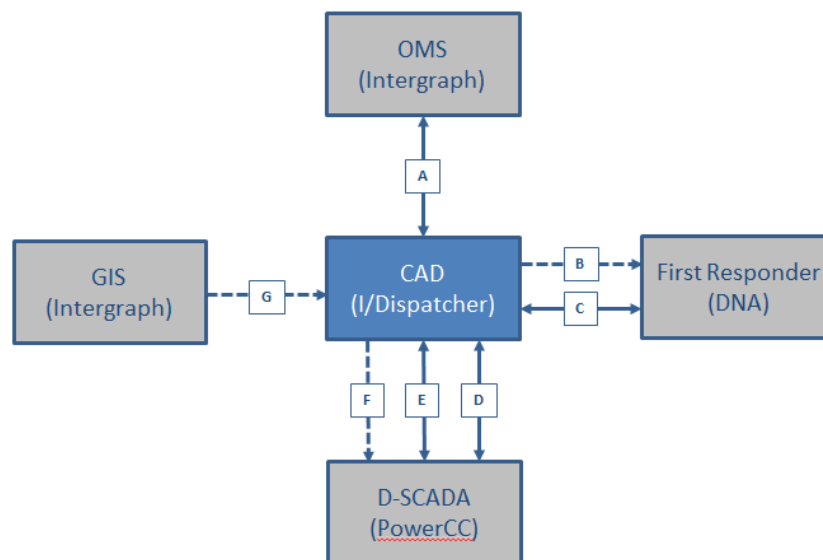 OMS
(Intergraph)
A
GIS
(Intergraph)
G
CAD
(I/Dispatcher)
B
C
First Responder
(DNA)
F
E
D
D-SCADA
(PowerCC)